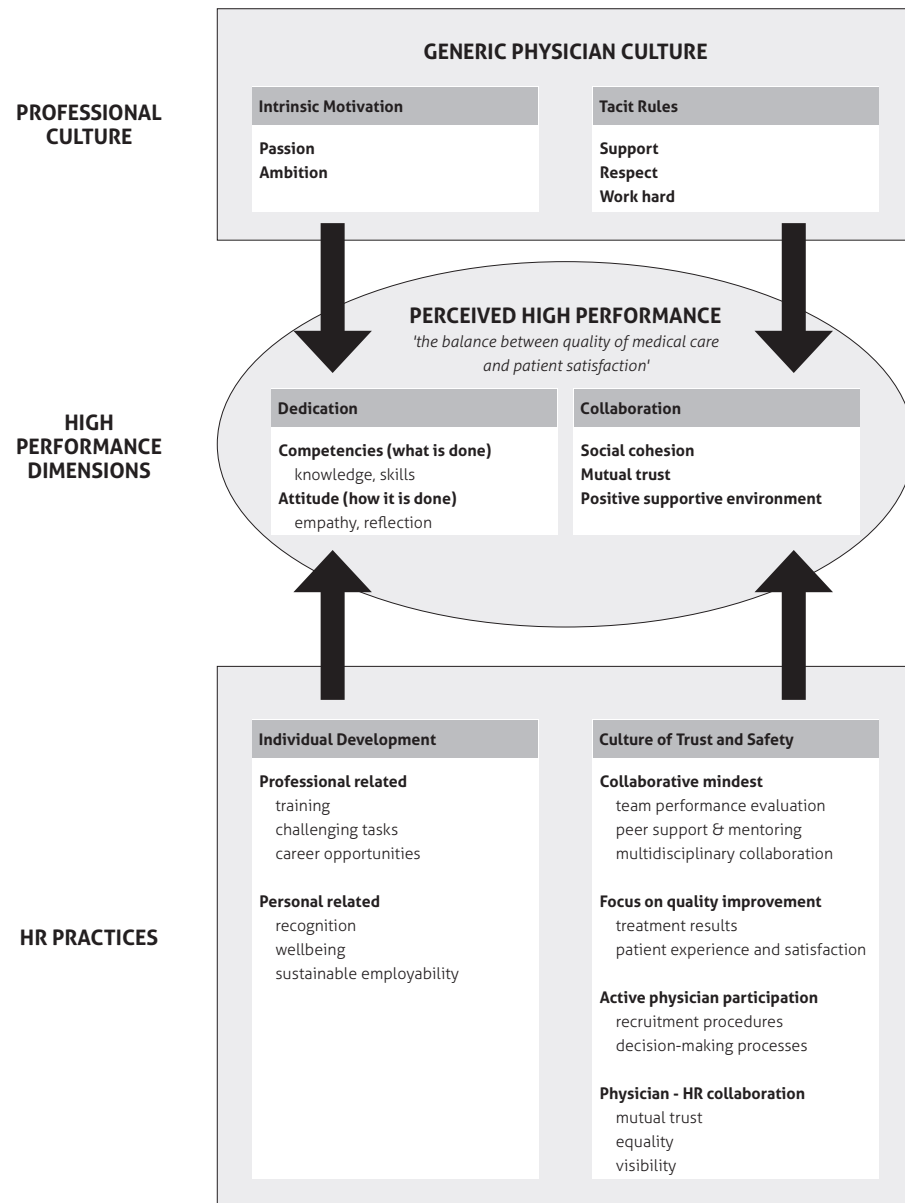 GENERIC PHYSICIAN CULTURE
PROFESSIONAL
CULTURE
Intrinsic Motivation
Passion
Ambition
Tacit Rules
Support
Respect
Work hard
PERCEIVED HIGH PERFORMANCE
'the balance between quality of medical care
and patient satisfaction'
HIGH
PERFORMANCE
DIMENSIONS
Dedication
Competencies (what is done)
knowledge, skills
Attitude (how it is done)
empathy, reflection
Collaboration
Social cohesion
Mutual trust
Positive supportive environment
HR PRACTICES
Individual Development
Professional related
training
challenging tasks
career opportunities
Personal related
recognition
wellbeing
sustainable employability
Culture of Trust and Safety
Collaborative mindest
team performance evaluation
peer support & mentoring
multidisciplinary collaboration
Focus on quality improvement
treatment results
patient experience and satisfaction
Active physician participation
recruitment procedures
decision-making processes
Physician - HR collaboration
mutual trust
equality
visibility